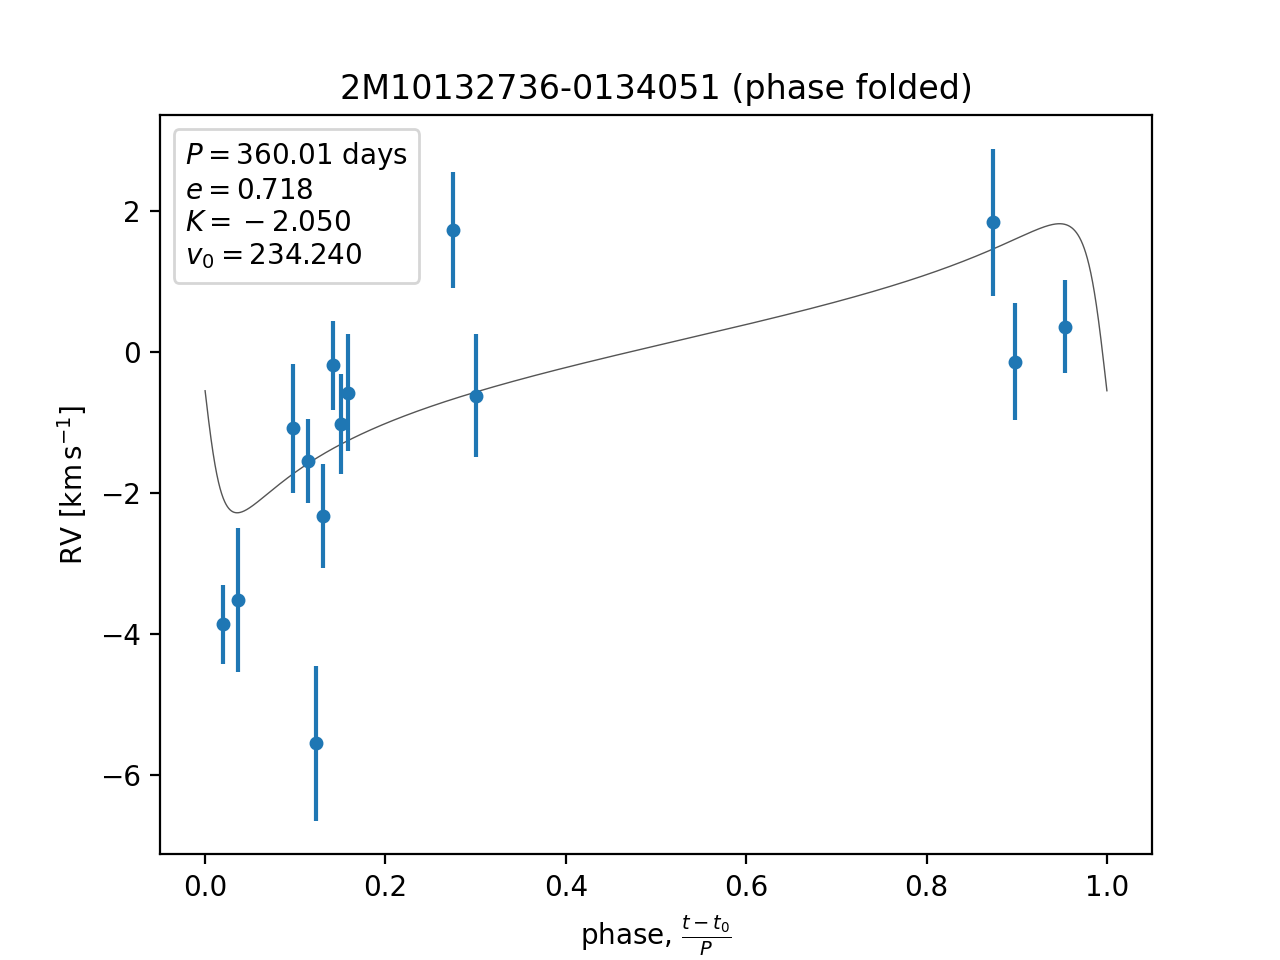 2M10132736-0134051 (phase folded)
P = 360.01 days
e = 0.718
K = −2.050
v₀ = 234.240
2
0
−2
−4
−6
RV [km s⁻¹]
0.0 0.2 0.4 0.6 0.8 1.0
phase, (t − t₀)/P